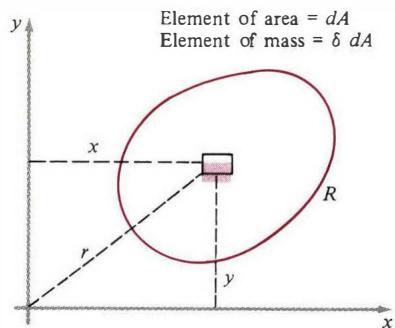 Element of area = dA
Element of mass = δ dA
y
x
r
y
R
x